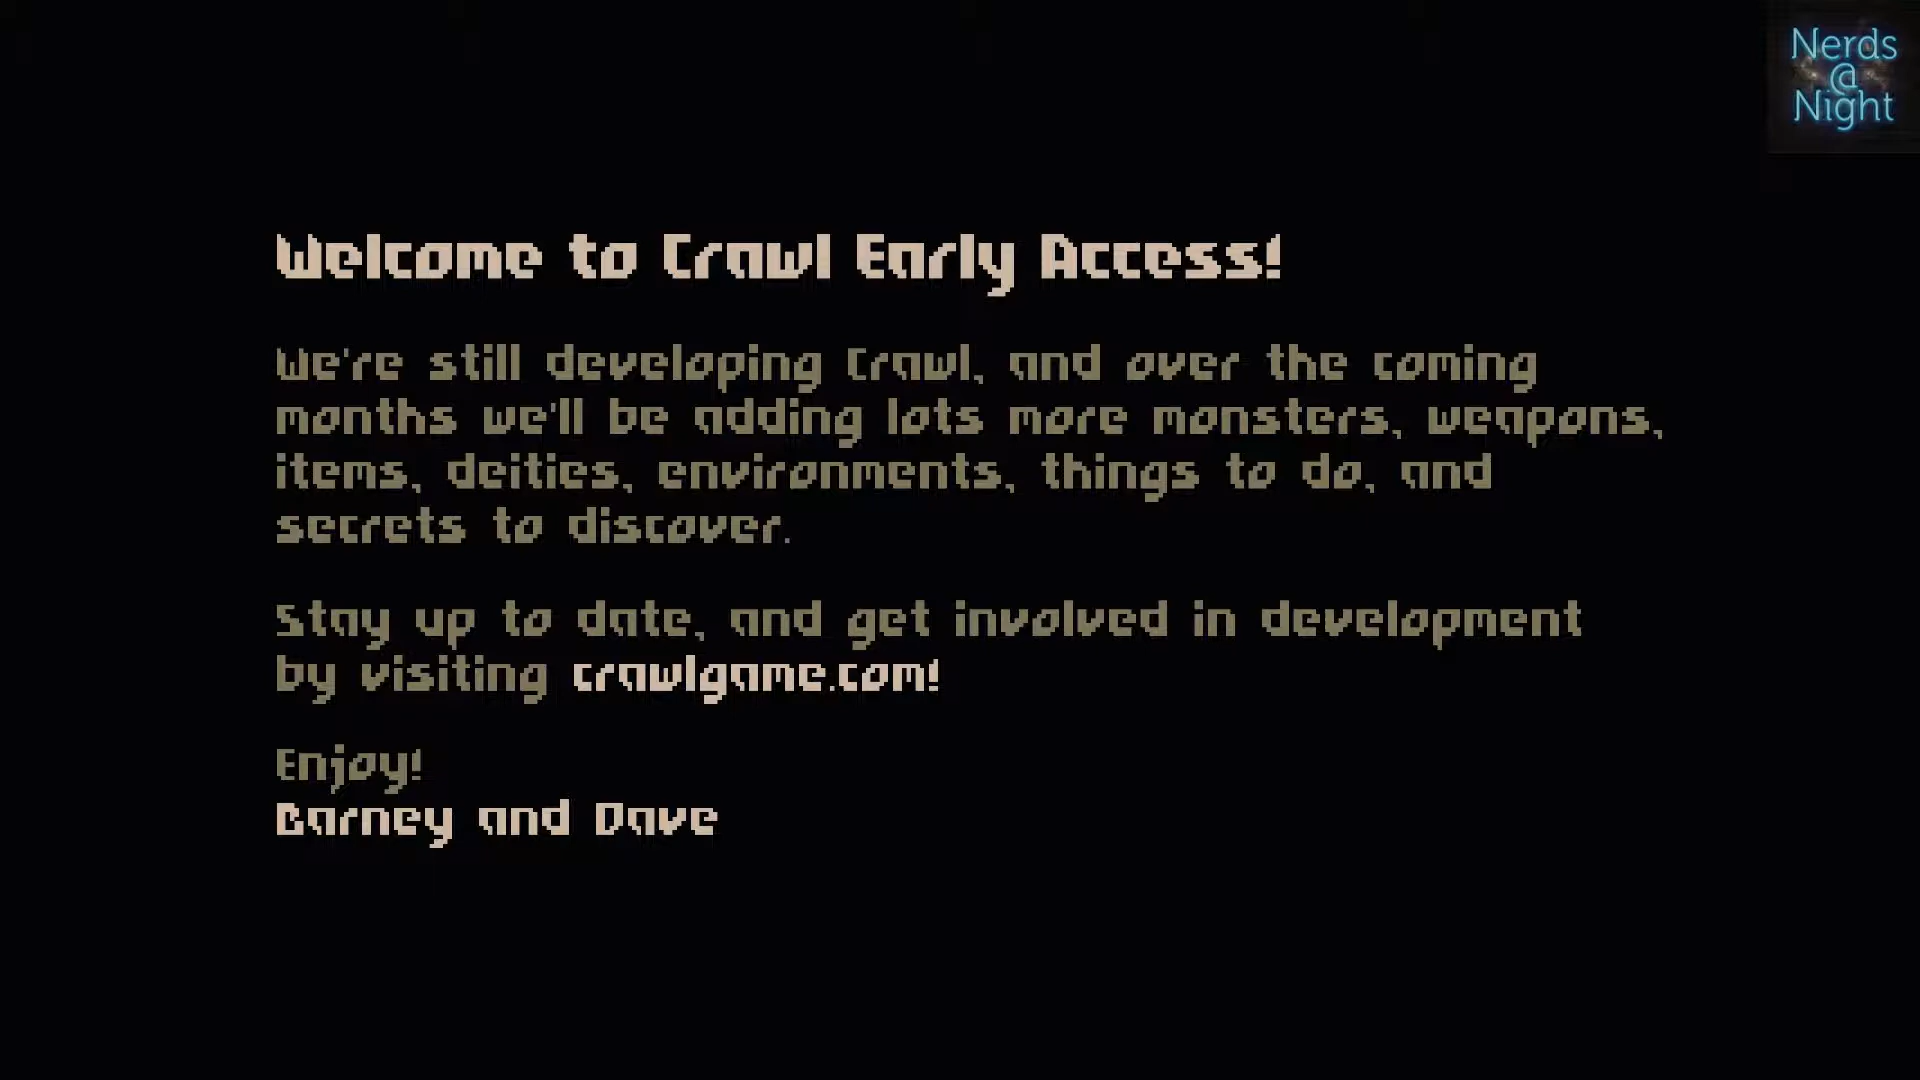 Nerds
@
Night
Welcome to Crawl Early Access!
We're still developing Crawl, and over the coming
months we'll be adding lots more monsters, weapons,
items, deities, environments, things to do, and
secrets to discover.
Stay up to date, and get involved in development
by visiting crawlgame.com!
Enjoy!
Barney and Dave